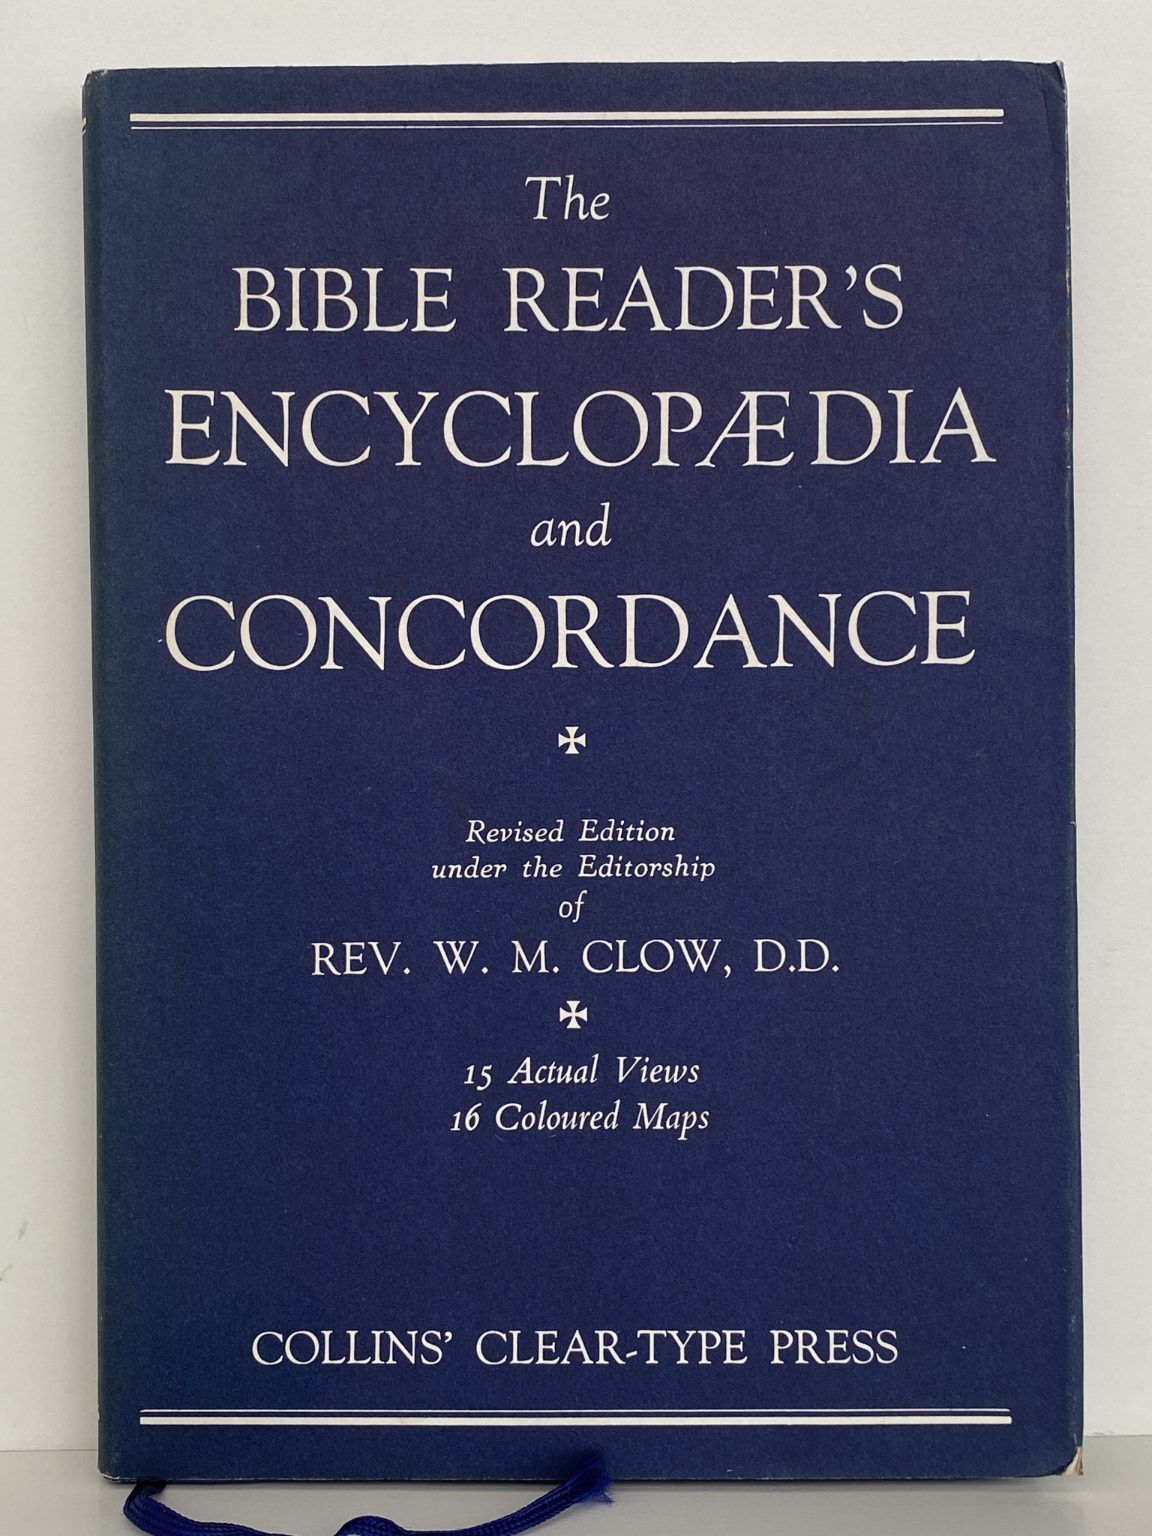 The
BIBLE READER'S
ENCYCLOPÆDIA
and
CONCORDANCE
Revised Edition
under the Editorship
of
REV. W. M. CLOW, D.D.
15 Actual Views
16 Coloured Maps
COLLINS' CLEAR-TYPE PRESS